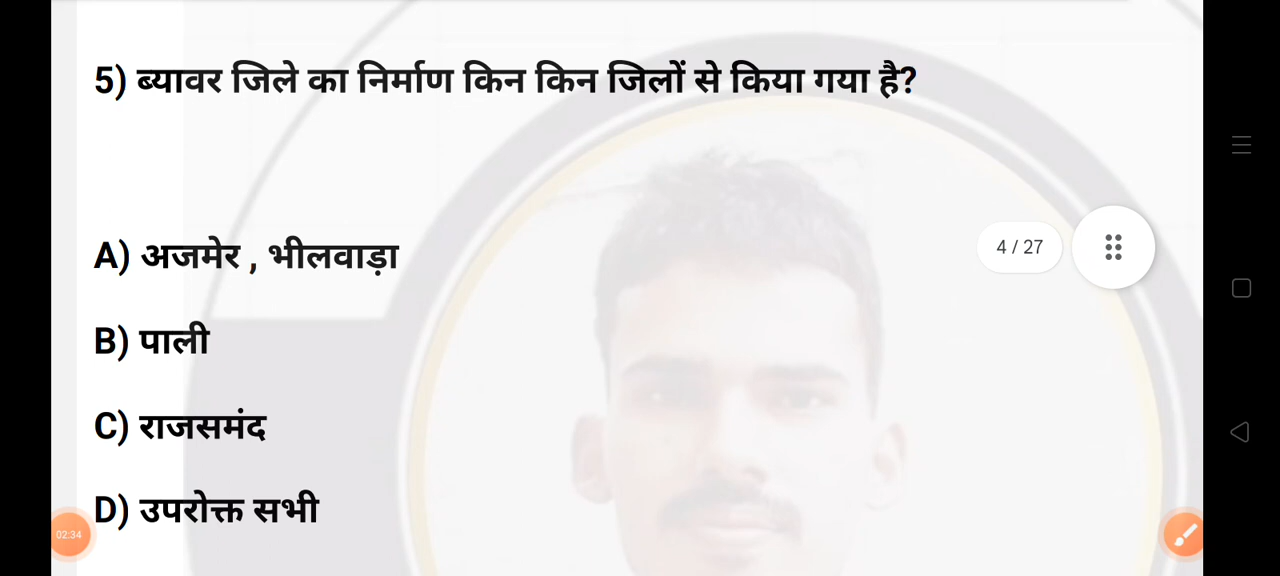 5) ब्यावर जिले का निर्माण किन किन जिलों से किया गया है?
A) अजमेर , भीलवाड़ा
4 / 27
B) पाली
C) राजसमंद
D) उपरोक्त सभी
02:34